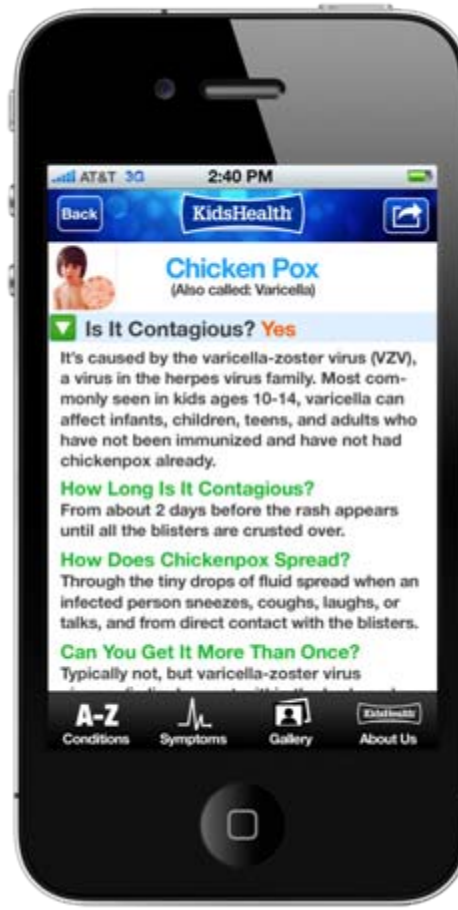 AT&T 3G 2:40 PM
Back KidsHealth
Chicken Pox
(Also called: Varicella)
Is It Contagious? Yes
It's caused by the varicella-zoster virus (VZV),
a virus in the herpes virus family. Most com-
monly seen in kids ages 10-14, varicella can
affect infants, children, teens, and adults who
have not been immunized and have not had
chickenpox already.
How Long Is It Contagious?
From about 2 days before the rash appears
until all the blisters are crusted over.
How Does Chickenpox Spread?
Through the tiny drops of fluid spread when an
infected person sneezes, coughs, laughs, or
talks, and from direct contact with the blisters.
Can You Get It More Than Once?
Typically not, but varicella-zoster virus
A-Z KidsHealth
Conditions Symptoms Gallery About Us